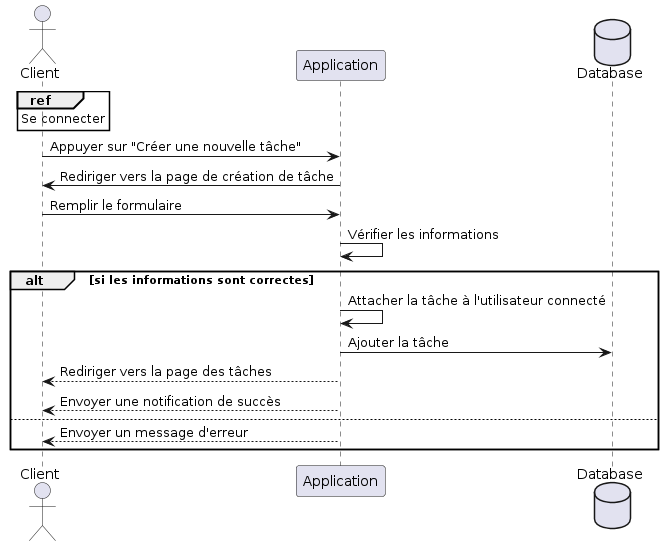 Client
Application
Database
ref
Se connecter
Appuyer sur "Créer une nouvelle tâche"
Rediriger vers la page de création de tâche
Remplir le formulaire
Vérifier les informations
alt [si les informations sont correctes]
Attacher la tâche à l'utilisateur connecté
Ajouter la tâche
Rediriger vers la page des tâches
Envoyer une notification de succès
Envoyer un message d'erreur
Client
Application
Database